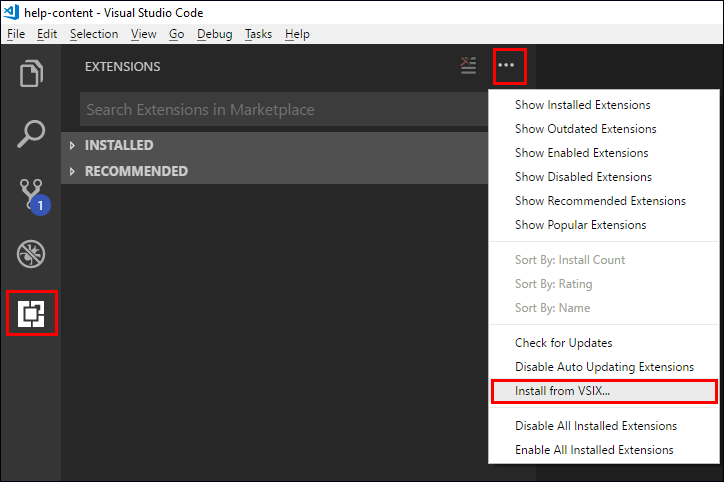 help-content - Visual Studio Code
File Edit Selection View Go Debug Tasks Help
EXTENSIONS
Search Extensions in Marketplace
INSTALLED
RECOMMENDED
1
Show Installed Extensions
Show Outdated Extensions
Show Enabled Extensions
Show Disabled Extensions
Show Recommended Extensions
Show Popular Extensions
Sort By: Install Count
Sort By: Rating
Sort By: Name
Check for Updates
Disable Auto Updating Extensions
Install from VSIX...
Disable All Installed Extensions
Enable All Installed Extensions